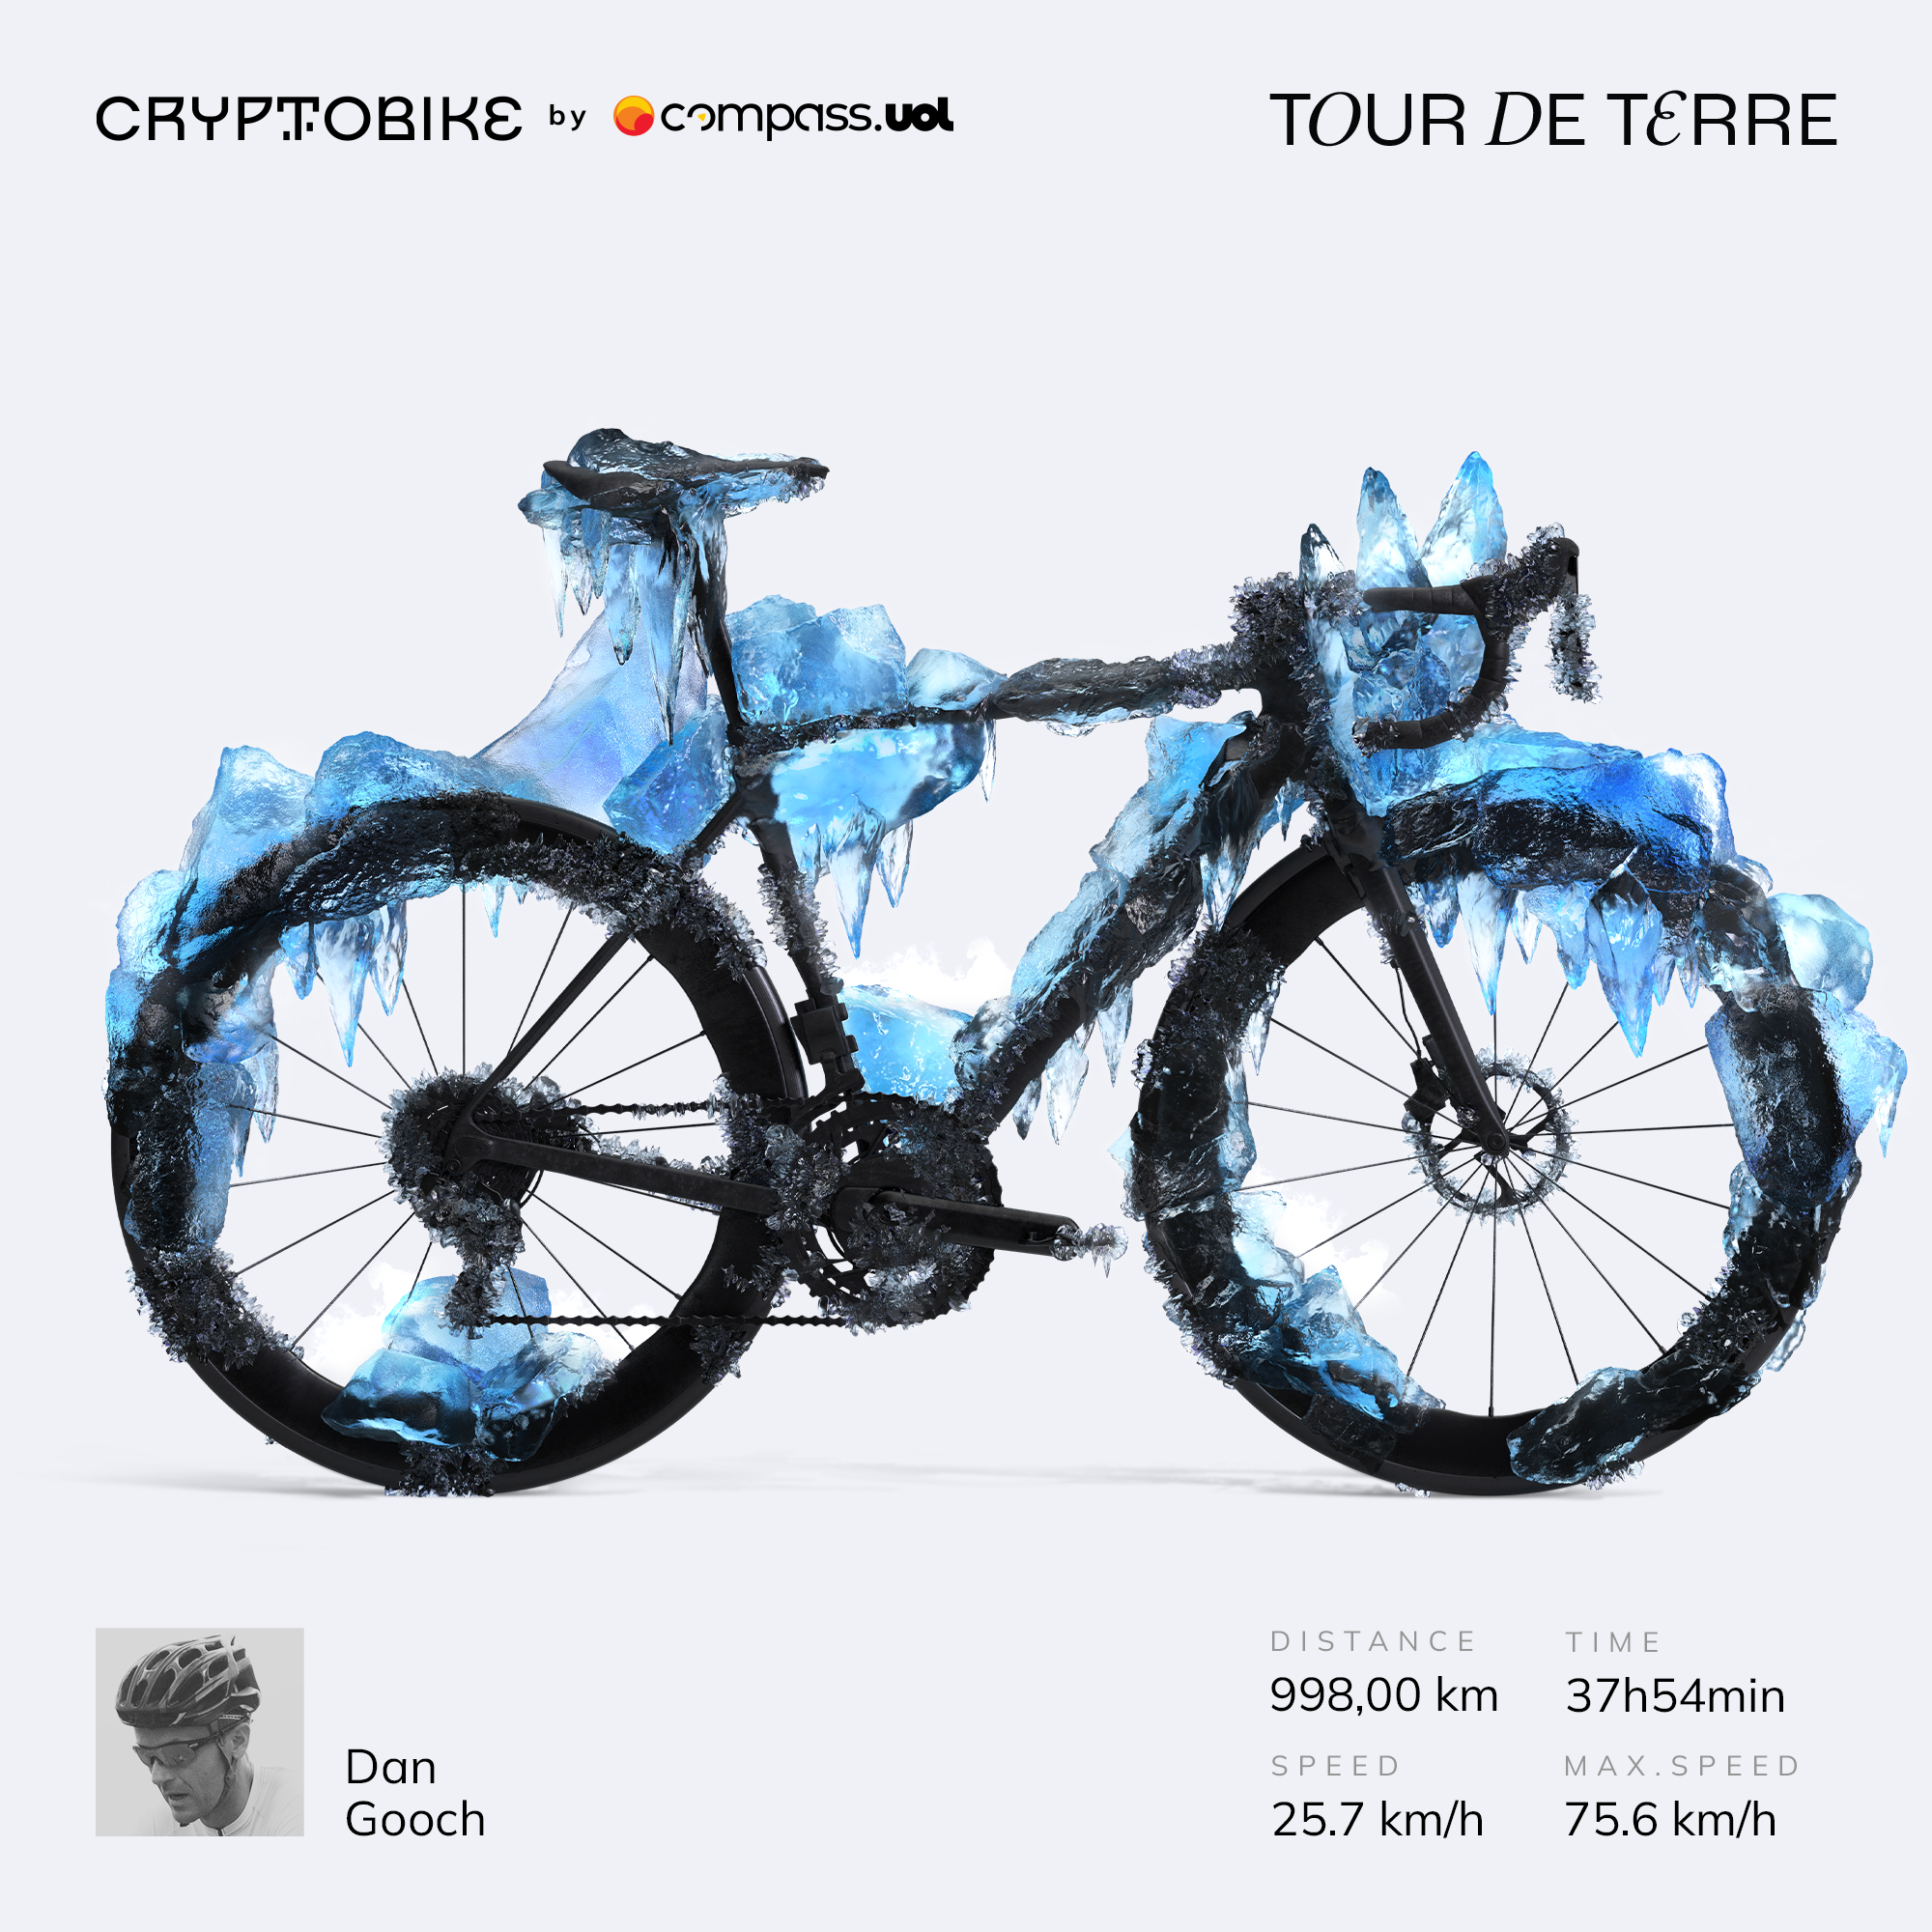 CRYPTOBIKE by compass.uol
TOUR DE TERRE
Dan
Gooch
DISTANCE
998,00 km
TIME
37h54min
SPEED
25.7 km/h
MAX.SPEED
75.6 km/h